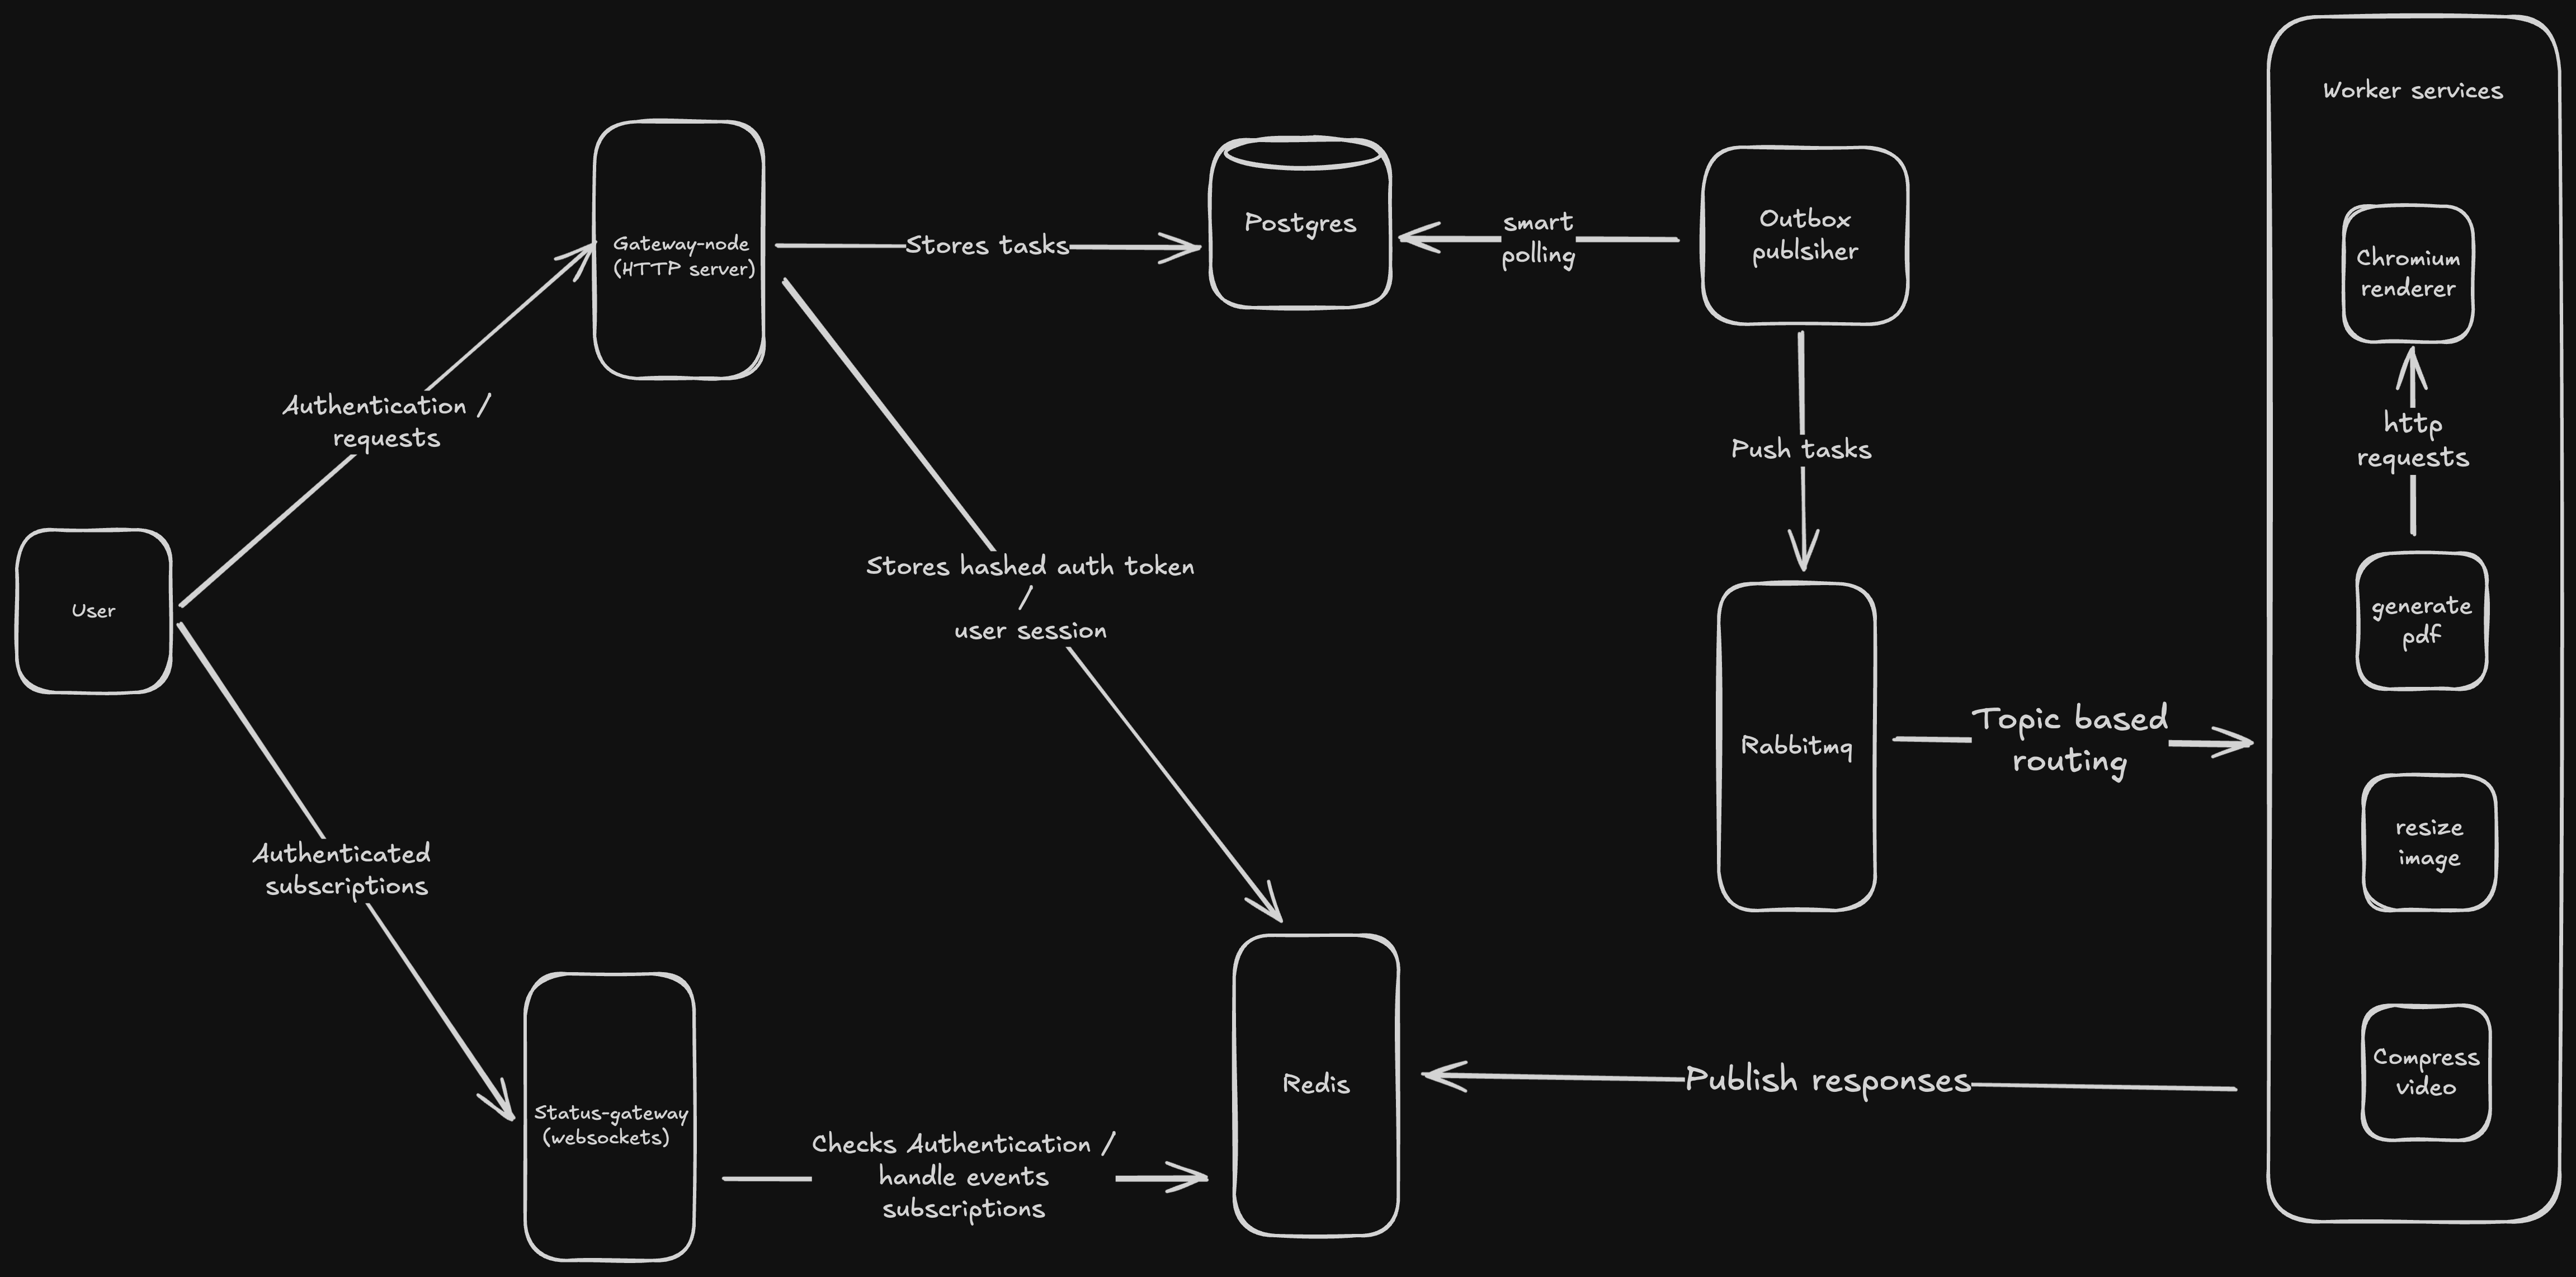 Worker services
Gateway-node
(HTTP server)
Stores tasks
Postgres
smart
polling
Outbox
publsiher
Chromium
renderer
Authentication /
requests
Push tasks
http
requests
User
Stores hashed auth token
/
user session
generate
pdf
Rabbitmq
Topic based
routing
resize
image
Authenticated
subscriptions
Status-gateway
(websockets)
Checks Authentication /
handle events
subscriptions
Redis
Publish responses
Compress
video